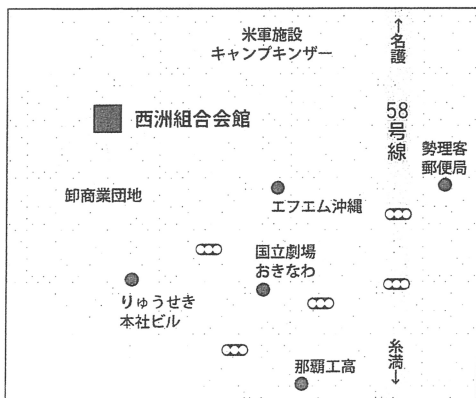 米軍施設
キャンプキンザー
↑名護
西洲組合会館
58号線
勢理客
郵便局
卸商業団地
エフエム沖縄
国立劇場
おきなわ
りゅうせき
本社ビル
那覇工高
糸満↓